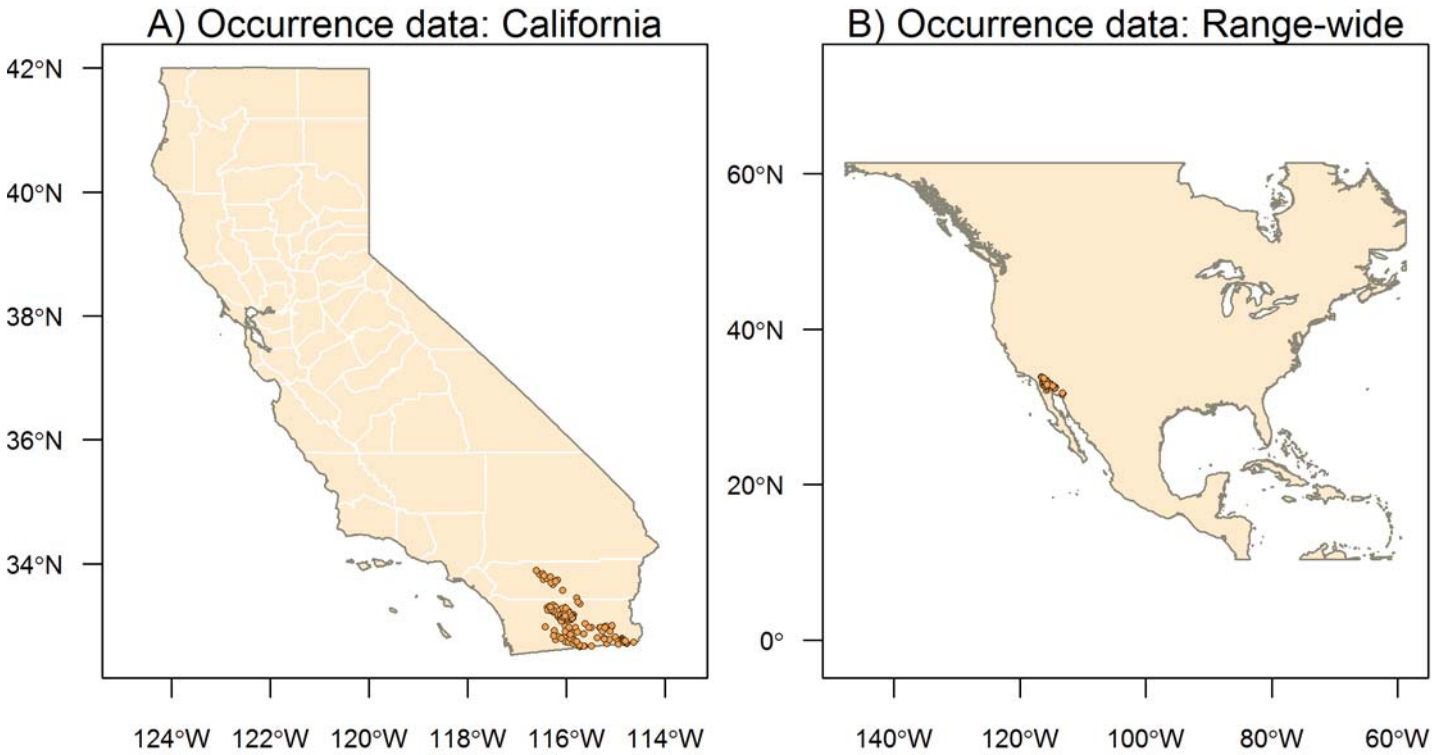 A) Occurrence data: California
42°N
40°N
38°N
36°N
34°N
124°W 122°W 120°W 118°W 116°W 114°W
B) Occurrence data: Range-wide
60°N
40°N
20°N
0°
140°W 120°W 100°W 80°W 60°W